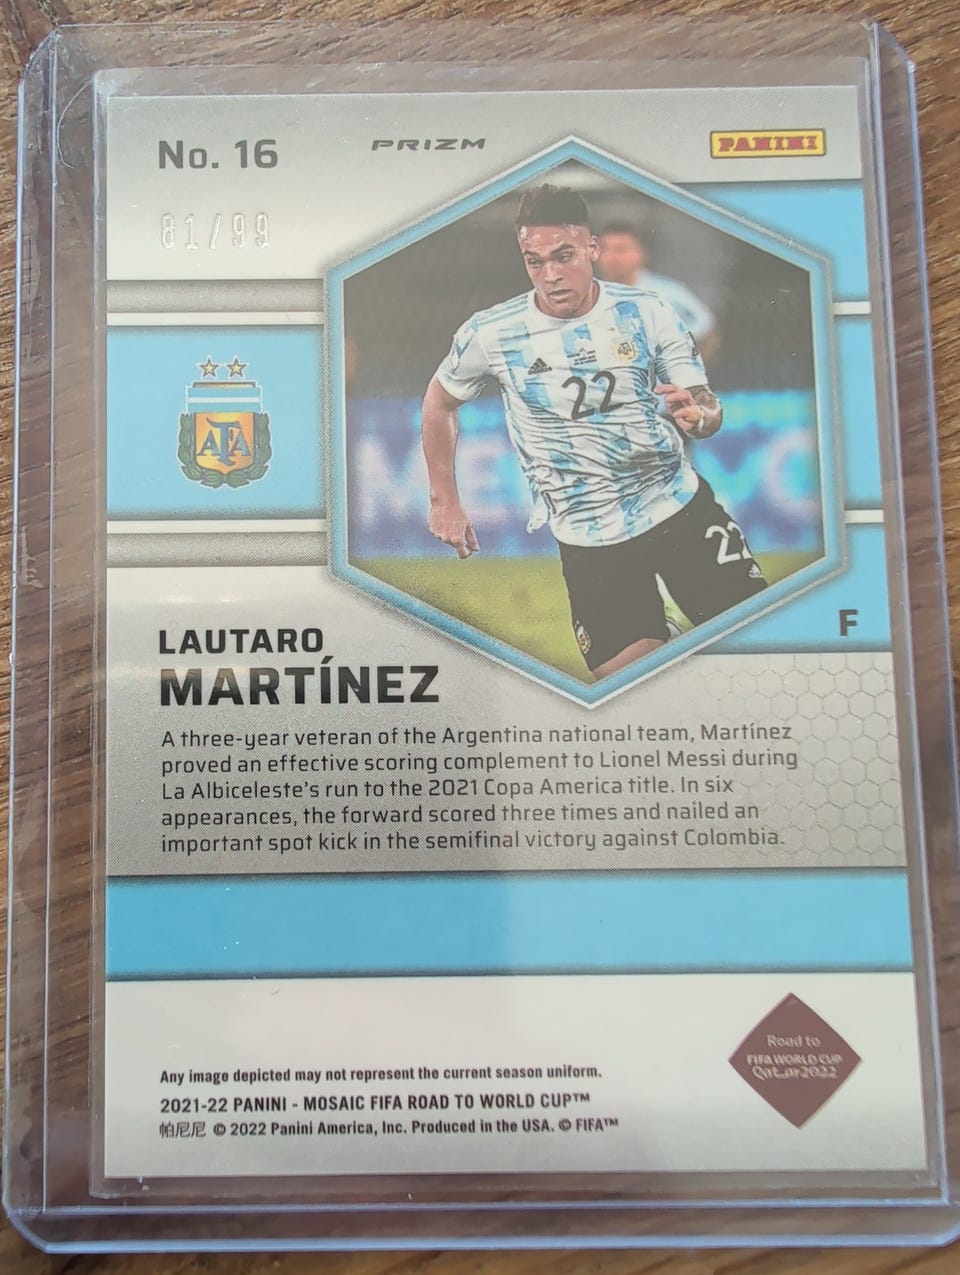 No. 16
PRIZM
PANINI
81/99
AFA
22
22
F
LAUTARO
MARTÍNEZ
A three-year veteran of the Argentina national team, Martínez
proved an effective scoring complement to Lionel Messi during
La Albiceleste's run to the 2021 Copa America title. In six
appearances, the forward scored three times and nailed an
important spot kick in the semifinal victory against Colombia.
Road to
FIFA WORLD CUP
Qatar2022
Any image depicted may not represent the current season uniform.
2021-22 PANINI - MOSAIC FIFA ROAD TO WORLD CUP™
帕尼尼 © 2022 Panini America, Inc. Produced in the USA. © FIFA™